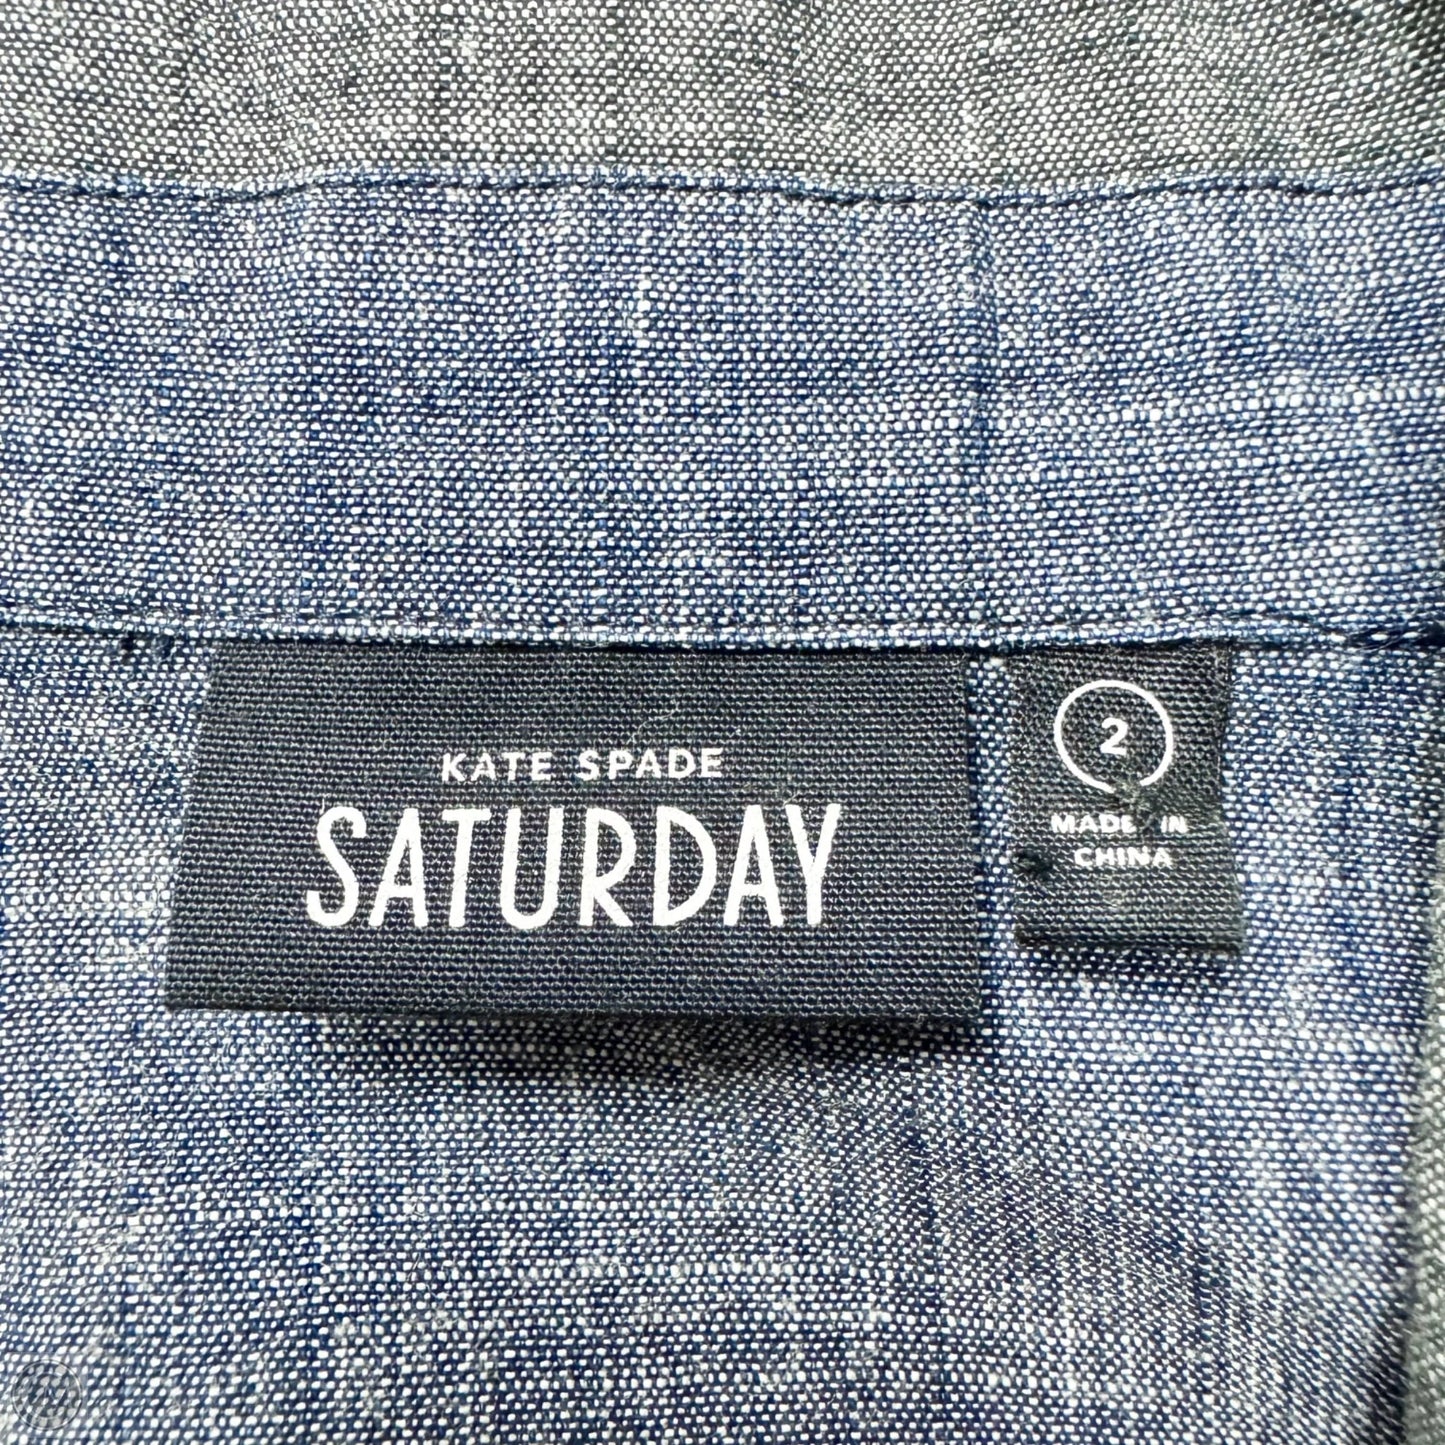 KATE SPADE
SATURDAY
2
MADE IN
CHINA